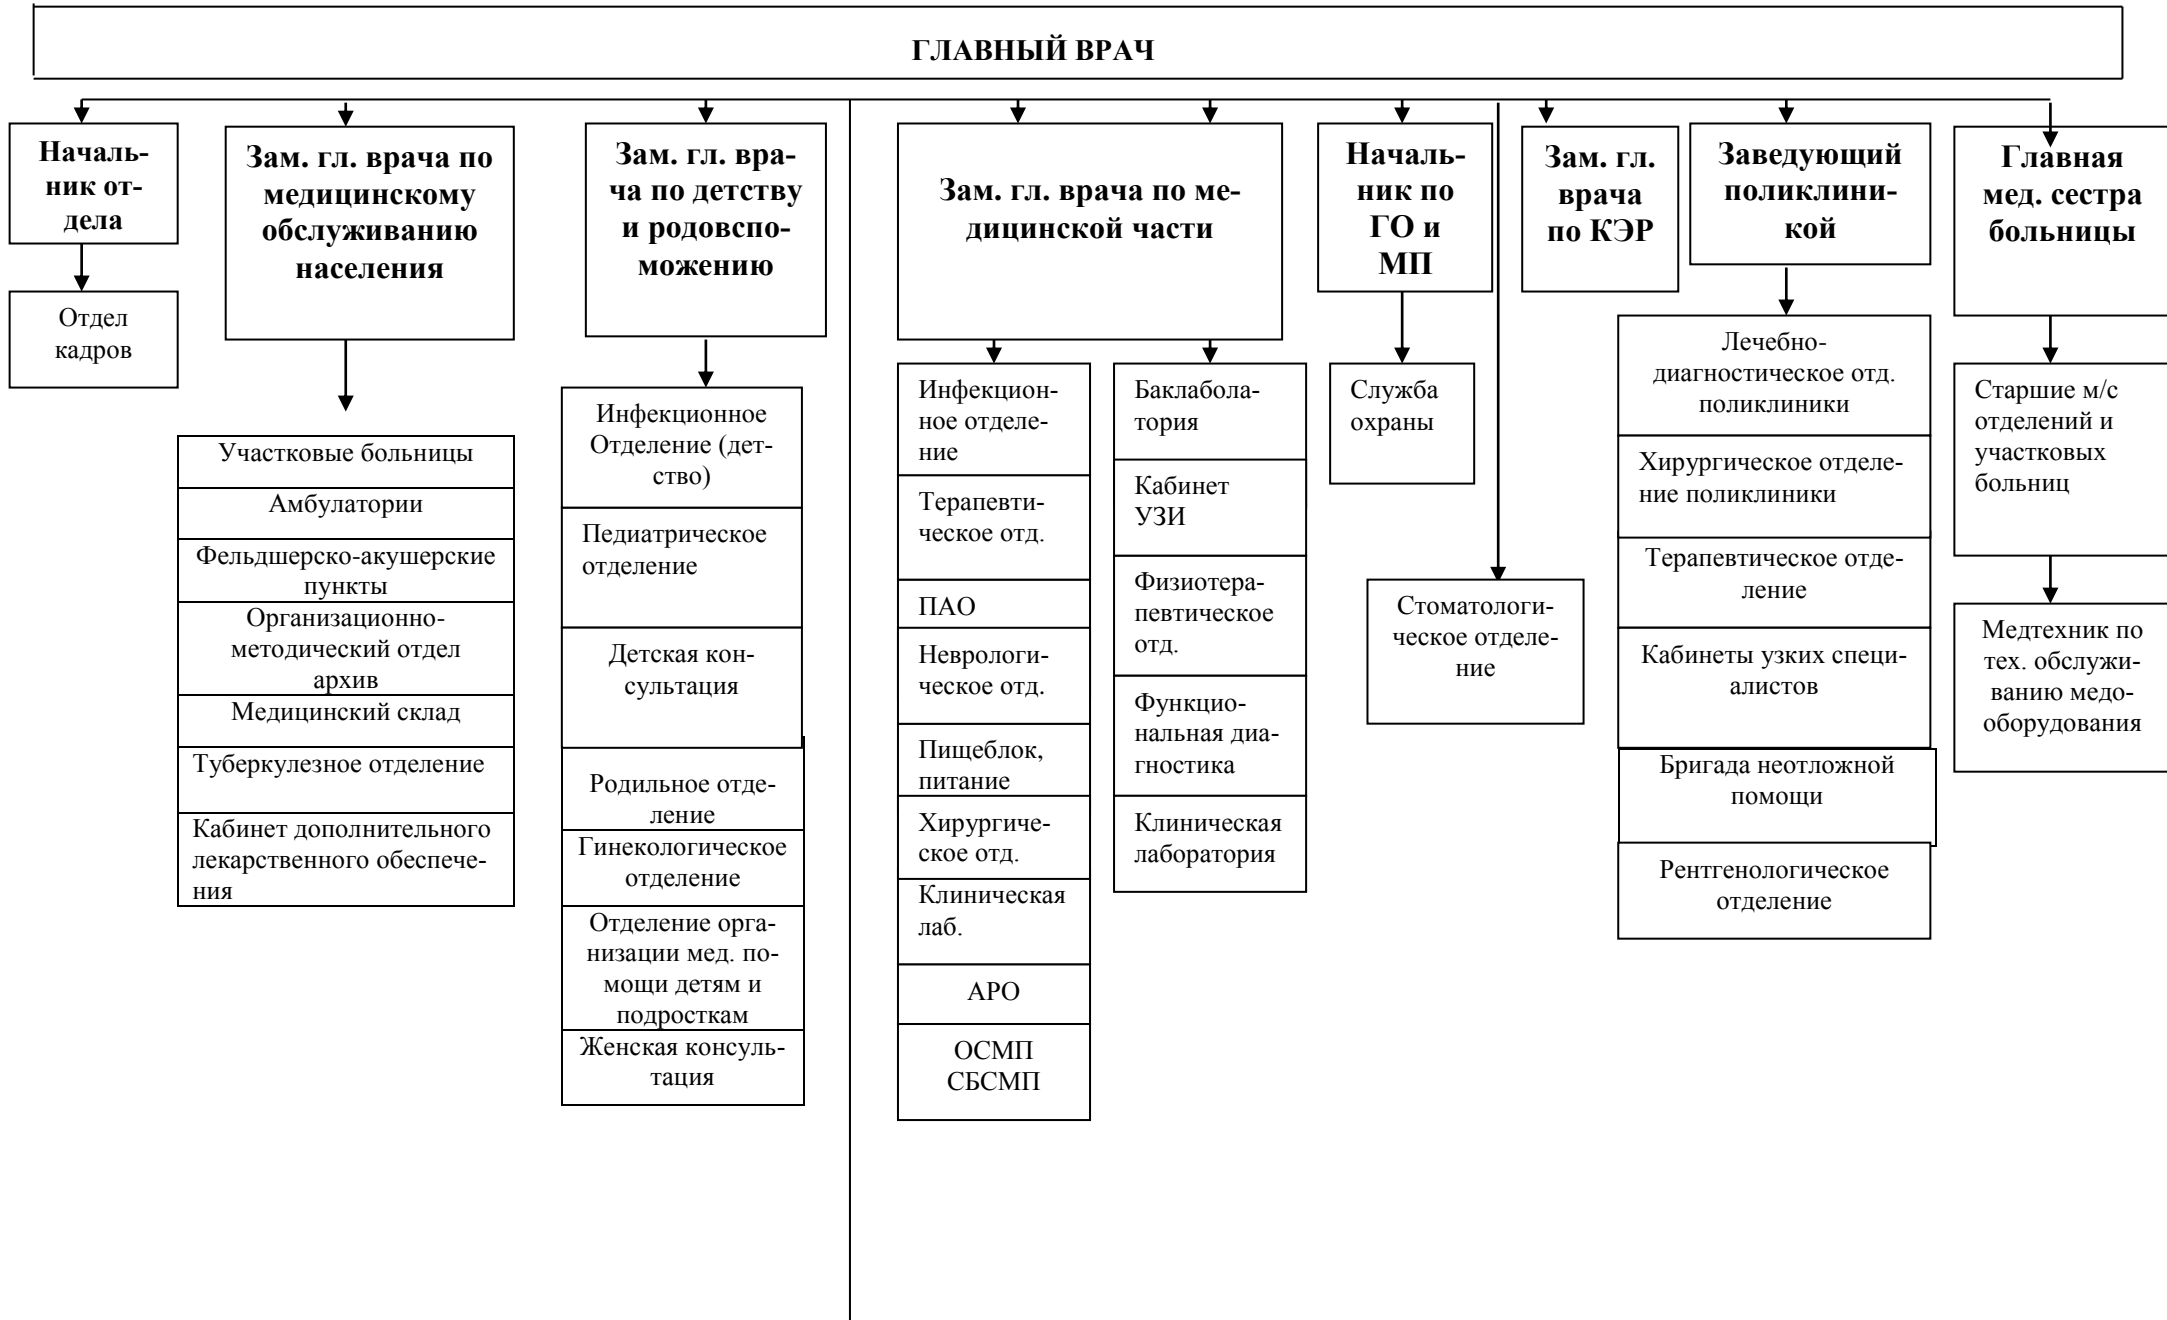 ГЛАВНЫЙ ВРАЧ
Началь-
ник от-
дела
Отдел
кадров
Зам. гл. врача по
медицинскому
обслуживанию
населения
Участковые больницы
Амбулатории
Фельдшерско-акушерские
пункты
Организационно-
методический отдел
архив
Медицинский склад
Туберкулезное отделение
Кабинет дополнительного
лекарственного обеспече-
ния
Зам. гл. вра-
ча по детству
и родовспо-
можению
Инфекционное
Отделение (дет-
ство)
Педиатрическое
отделение
Детская кон-
сультация
Родильное отде-
ление
Гинекологическое
отделение
Отделение орга-
низации мед. по-
мощи детям и
подросткам
Женская консуль-
тация
Зам. гл. врача по ме-
дицинской части
Инфекцион-
ное отделе-
ние
Терапевти-
ческое отд.
ПАО
Неврологи-
ческое отд.
Пищеблок,
питание
Хирургиче-
ское отд.
Клиническая
лаб.
АРО
ОСМП
СБСМП
Баклабола-
тория
Кабинет
УЗИ
Физиотера-
певтическое
отд.
Функцио-
нальная диа-
гностика
Клиническая
лаборатория
Началь-
ник по
ГО и
МП
Служба
охраны
Стоматологи-
ческое отделе-
ние
Зам. гл.
врача
по КЭР
Заведующий
поликлини-
кой
Лечебно-
диагностическое отд.
поликлиники
Хирургическое отделе-
ние поликлиники
Терапевтическое отде-
ление
Кабинеты узких специ-
алистов
Бригада неотложной
помощи
Рентгенологическое
отделение
Главная
мед. сестра
больницы
Старшие м/с
отделений и
участковых
больниц
Медтехник по
тех. обслужи-
ванию медо-
оборудования